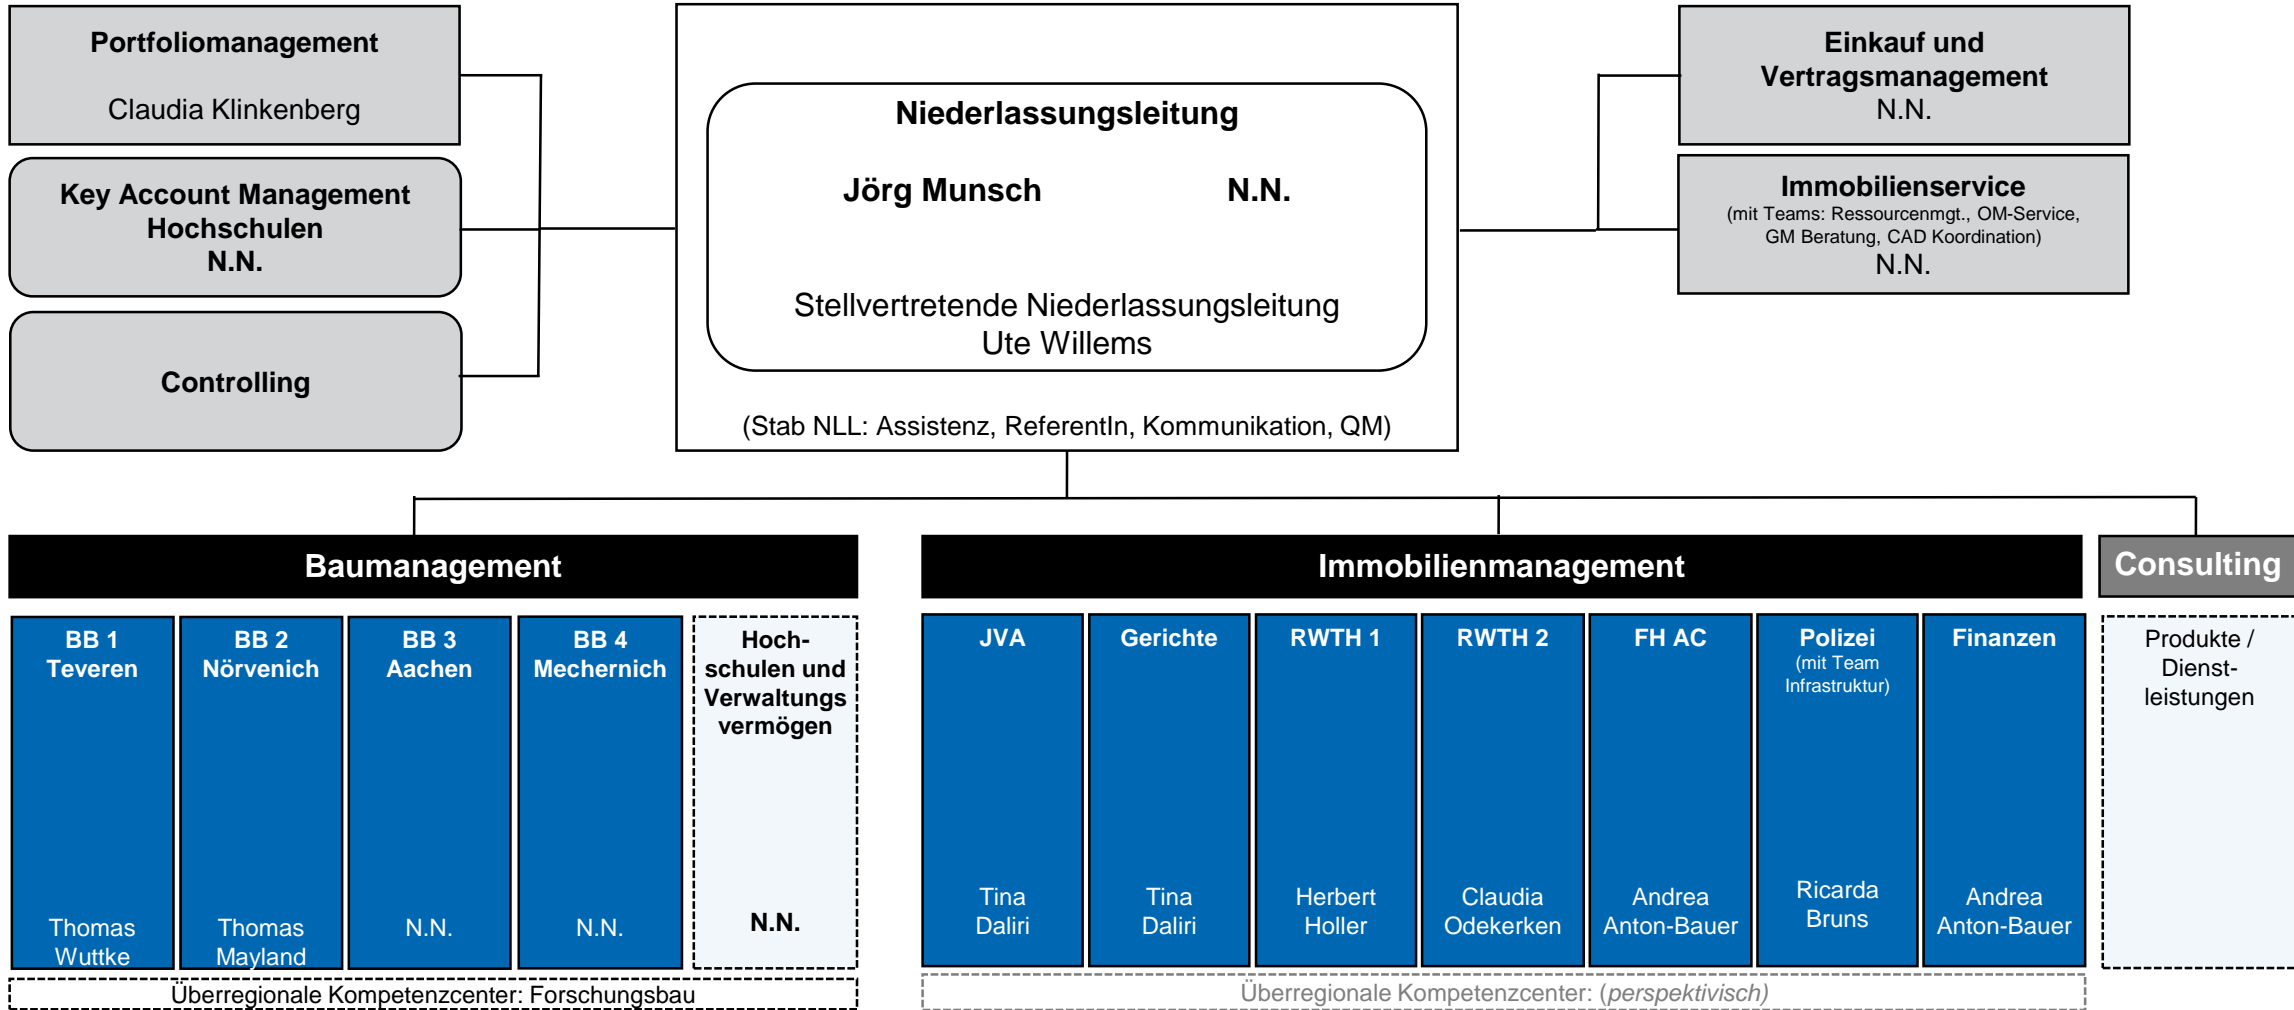 Portfoliomanagement
Claudia Klinkenberg
Key Account Management
Hochschulen
N.N.
Controlling
Niederlassungsleitung
Jörg Munsch N.N.
Stellvertretende Niederlassungsleitung
Ute Willems
(Stab NLL: Assistenz, ReferentIn, Kommunikation, QM)
Einkauf und
Vertragsmanagement
N.N.
Immobilienservice
(mit Teams: Ressourcenmgt., OM-Service,
GM Beratung, CAD Koordination)
N.N.
Baumanagement
BB 1
Teveren
Thomas
Wuttke
BB 2
Nörvenich
Thomas
Mayland
BB 3
Aachen
N.N.
BB 4
Mechernich
N.N.
Hoch-
schulen und
Verwaltungs
vermögen
N.N.
Überregionale Kompetenzcenter: Forschungsbau
Immobilienmanagement
JVA
Tina
Daliri
Gerichte
Tina
Daliri
RWTH 1
Herbert
Holler
RWTH 2
Claudia
Odekerken
FH AC
Andrea
Anton-Bauer
Polizei
(mit Team
Infrastruktur)
Ricarda
Bruns
Finanzen
Andrea
Anton-Bauer
Überregionale Kompetenzcenter: (perspektivisch)
Consulting
Produkte /
Dienst-
leistungen